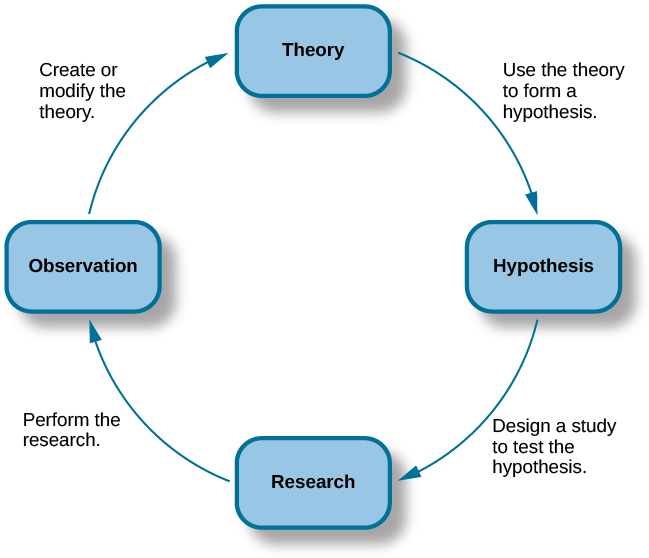 Theory
Create or
modify the
theory.
Use the theory
to form a
hypothesis.
Observation
Hypothesis
Perform the
research.
Design a study
to test the
hypothesis.
Research